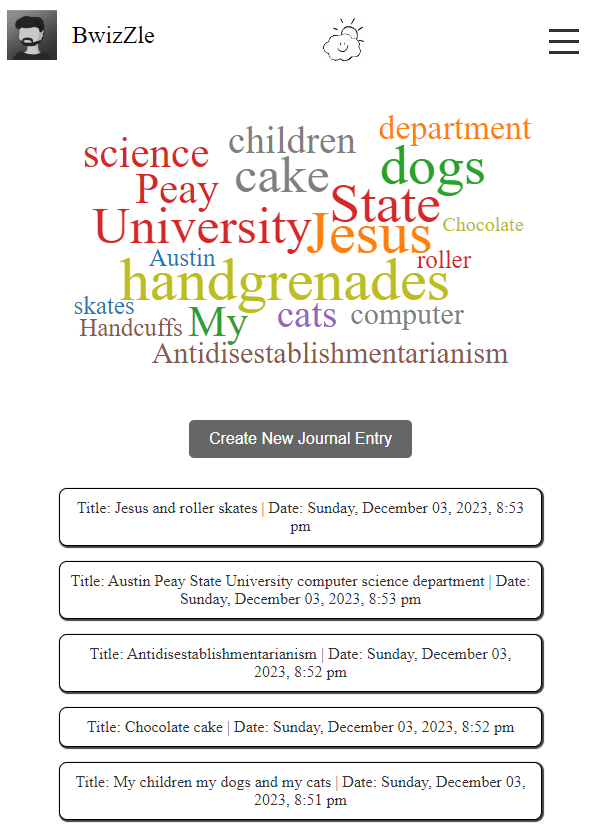 BwizZle
department
children
science
dogs
cake
Peay
State
University
Jesus
Chocolate
Austin
roller
handgrenades
skates
My
cats
computer
Handcuffs
Antidisestablishmentarianism
Create New Journal Entry
Title: Jesus and roller skates | Date: Sunday, December 03, 2023, 8:53
pm
Title: Austin Peay State University computer science department | Date:
Sunday, December 03, 2023, 8:53 pm
Title: Antidisestablishmentarianism | Date: Sunday, December 03,
2023, 8:52 pm
Title: Chocolate cake | Date: Sunday, December 03, 2023, 8:52 pm
Title: My children my dogs and my cats | Date: Sunday, December 03,
2023, 8:51 pm